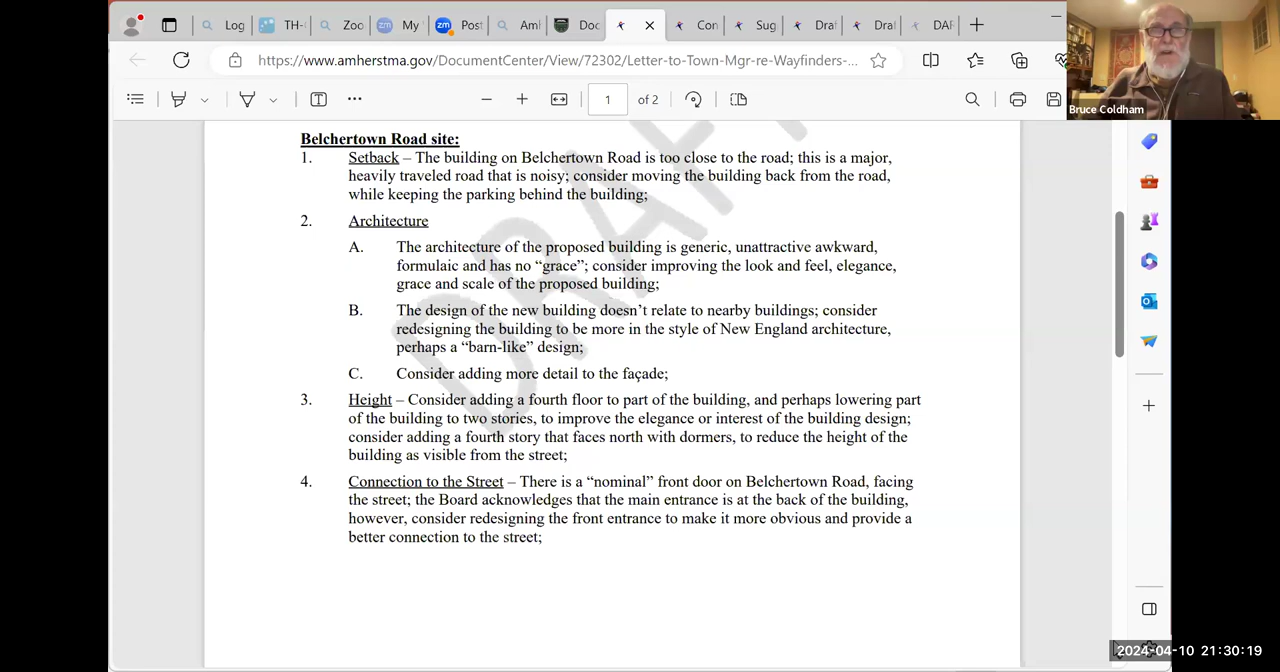 Log
TH-
Zoo
My
Post
Aml
Doc
Con
Sug
Draf
Draf
DAF
https://www.amherstma.gov/DocumentCenter/View/72302/Letter-to-Town-Mgr-re-Wayfinders-...
1 of 2
Bruce Coldham
DRAFT
Belchertown Road site:
1. Setback – The building on Belchertown Road is too close to the road; this is a major,
heavily traveled road that is noisy; consider moving the building back from the road,
while keeping the parking behind the building;
2. Architecture
A. The architecture of the proposed building is generic, unattractive awkward,
formulaic and has no “grace”; consider improving the look and feel, elegance,
grace and scale of the proposed building;
B. The design of the new building doesn’t relate to nearby buildings; consider
redesigning the building to be more in the style of New England architecture,
perhaps a “barn-like” design;
C. Consider adding more detail to the façade;
3. Height – Consider adding a fourth floor to part of the building, and perhaps lowering part
of the building to two stories, to improve the elegance or interest of the building design;
consider adding a fourth story that faces north with dormers, to reduce the height of the
building as visible from the street;
4. Connection to the Street – There is a “nominal” front door on Belchertown Road, facing
the street; the Board acknowledges that the main entrance is at the back of the building,
however, consider redesigning the front entrance to make it more obvious and provide a
better connection to the street;
2024-04-10 21:30:19